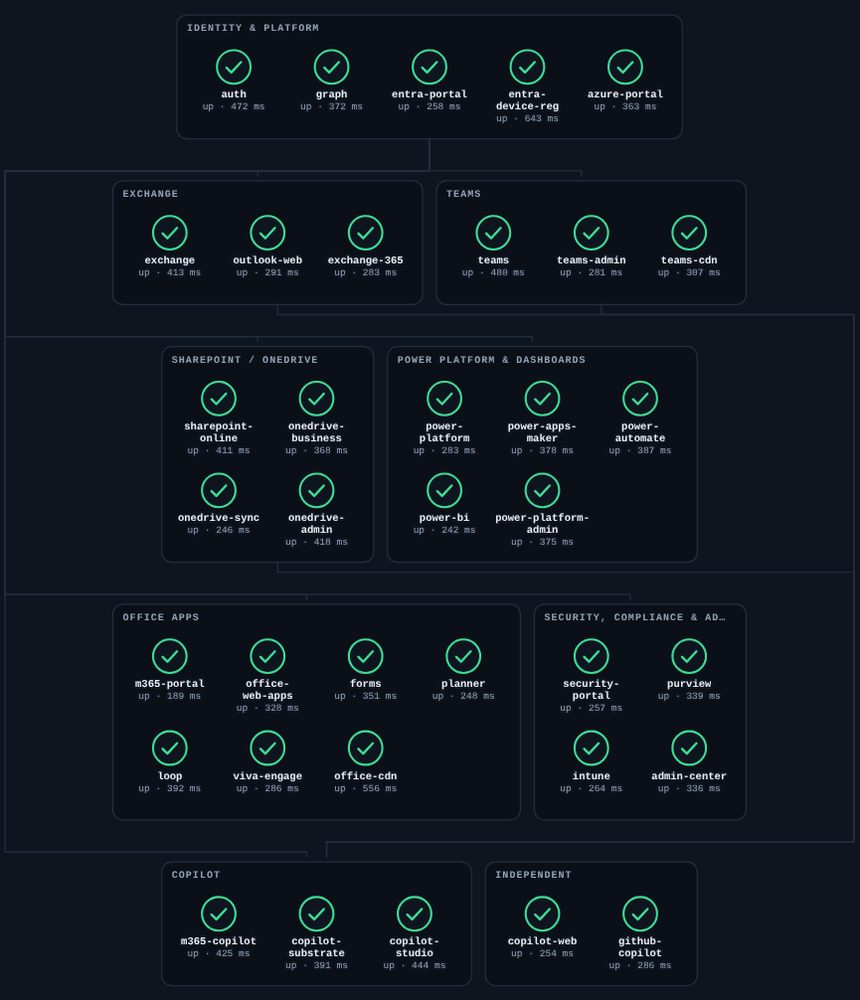 IDENTITY & PLATFORM
auth
up · 472 ms
graph
up · 372 ms
entra-portal
up · 258 ms
entra-
device-reg
up · 643 ms
azure-portal
up · 363 ms
EXCHANGE
exchange
up · 413 ms
outlook-web
up · 291 ms
exchange-365
up · 283 ms
TEAMS
teams
up · 480 ms
teams-admin
up · 281 ms
teams-cdn
up · 307 ms
SHAREPOINT / ONEDRIVE
sharepoint-
online
up · 411 ms
onedrive-
business
up · 368 ms
onedrive-sync
up · 246 ms
onedrive-
admin
up · 418 ms
POWER PLATFORM & DASHBOARDS
power-
platform
up · 283 ms
power-apps-
maker
up · 378 ms
power-
automate
up · 387 ms
power-bi
up · 242 ms
power-platform-
admin
up · 375 ms
OFFICE APPS
m365-portal
up · 189 ms
office-
web-apps
up · 328 ms
forms
up · 351 ms
planner
up · 248 ms
loop
up · 392 ms
viva-engage
up · 286 ms
office-cdn
up · 556 ms
SECURITY, COMPLIANCE & AD…
security-
portal
up · 257 ms
purview
up · 339 ms
intune
up · 264 ms
admin-center
up · 336 ms
COPILOT
m365-copilot
up · 425 ms
copilot-
substrate
up · 391 ms
copilot-
studio
up · 444 ms
INDEPENDENT
copilot-web
up · 254 ms
github-
copilot
up · 286 ms